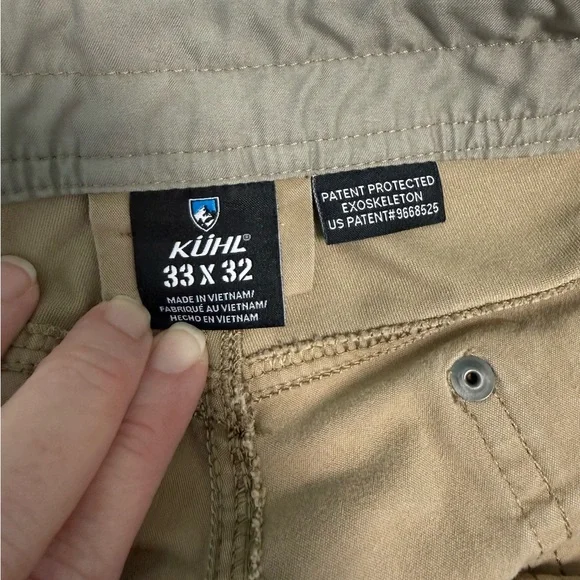 KÜHL®
33 X 32
MADE IN VIETNAM/
FABRIQUÉ AU VIETNAM/
HECHO EN VIETNAM
PATENT PROTECTED
EXOSKELETON
US PATENT#9668525